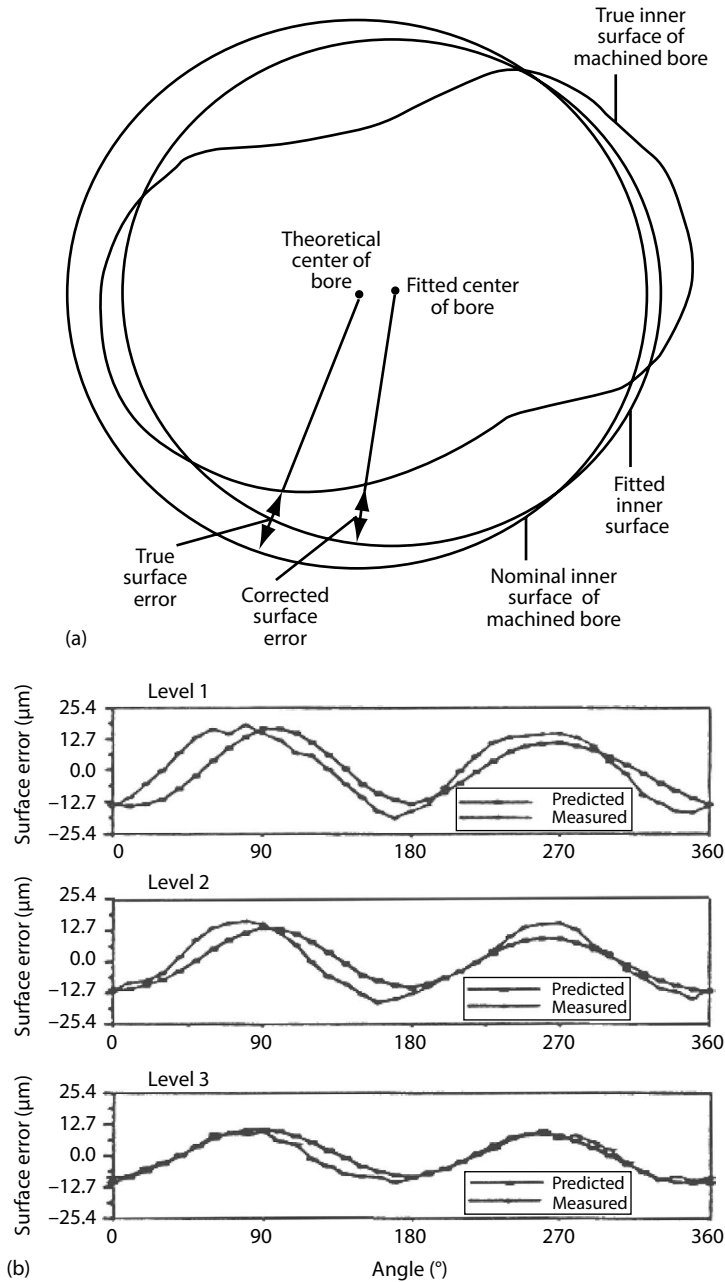 True inner
surface of
machined bore
Theoretical
center of
bore
Fitted center
of bore
Fitted
inner
surface
True
surface
error
Corrected
surface
error
Nominal inner
surface of
machined bore
(a)
Level 1
Surface error (μm)
25.4
12.7
0.0
−12.7
−25.4
Predicted
Measured
0 90 180 270 360
Level 2
Surface error (μm)
25.4
12.7
0.0
−12.7
−25.4
Predicted
Measured
0 90 180 270 360
Level 3
Surface error (μm)
25.4
12.7
0.0
−12.7
−25.4
Predicted
Measured
0 90 180 270 360
(b)
Angle (°)